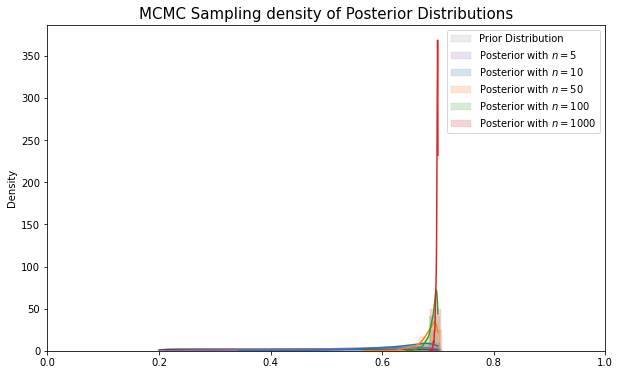 MCMC Sampling density of Posterior Distributions
Density
350
300
250
200
150
100
50
0
0.0
0.2
0.4
0.6
0.8
1.0
Prior Distribution
Posterior with n = 5
Posterior with n = 10
Posterior with n = 50
Posterior with n = 100
Posterior with n = 1000